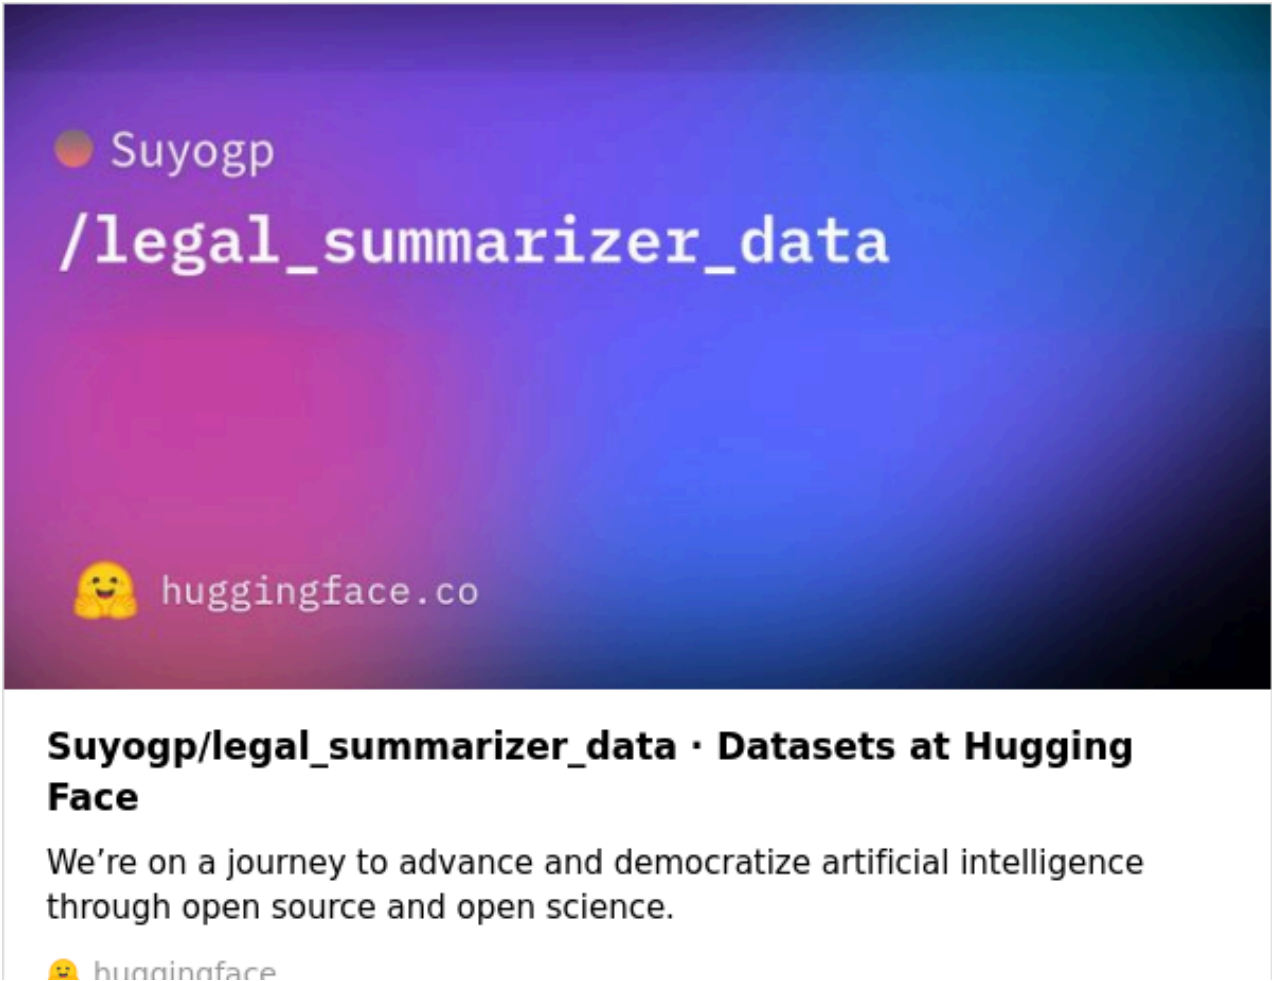 Suyogp
/legal_summarizer_data
huggingface.co
Suyogp/legal_summarizer_data · Datasets at Hugging
Face
We’re on a journey to advance and democratize artificial intelligence
through open source and open science.
huggingface